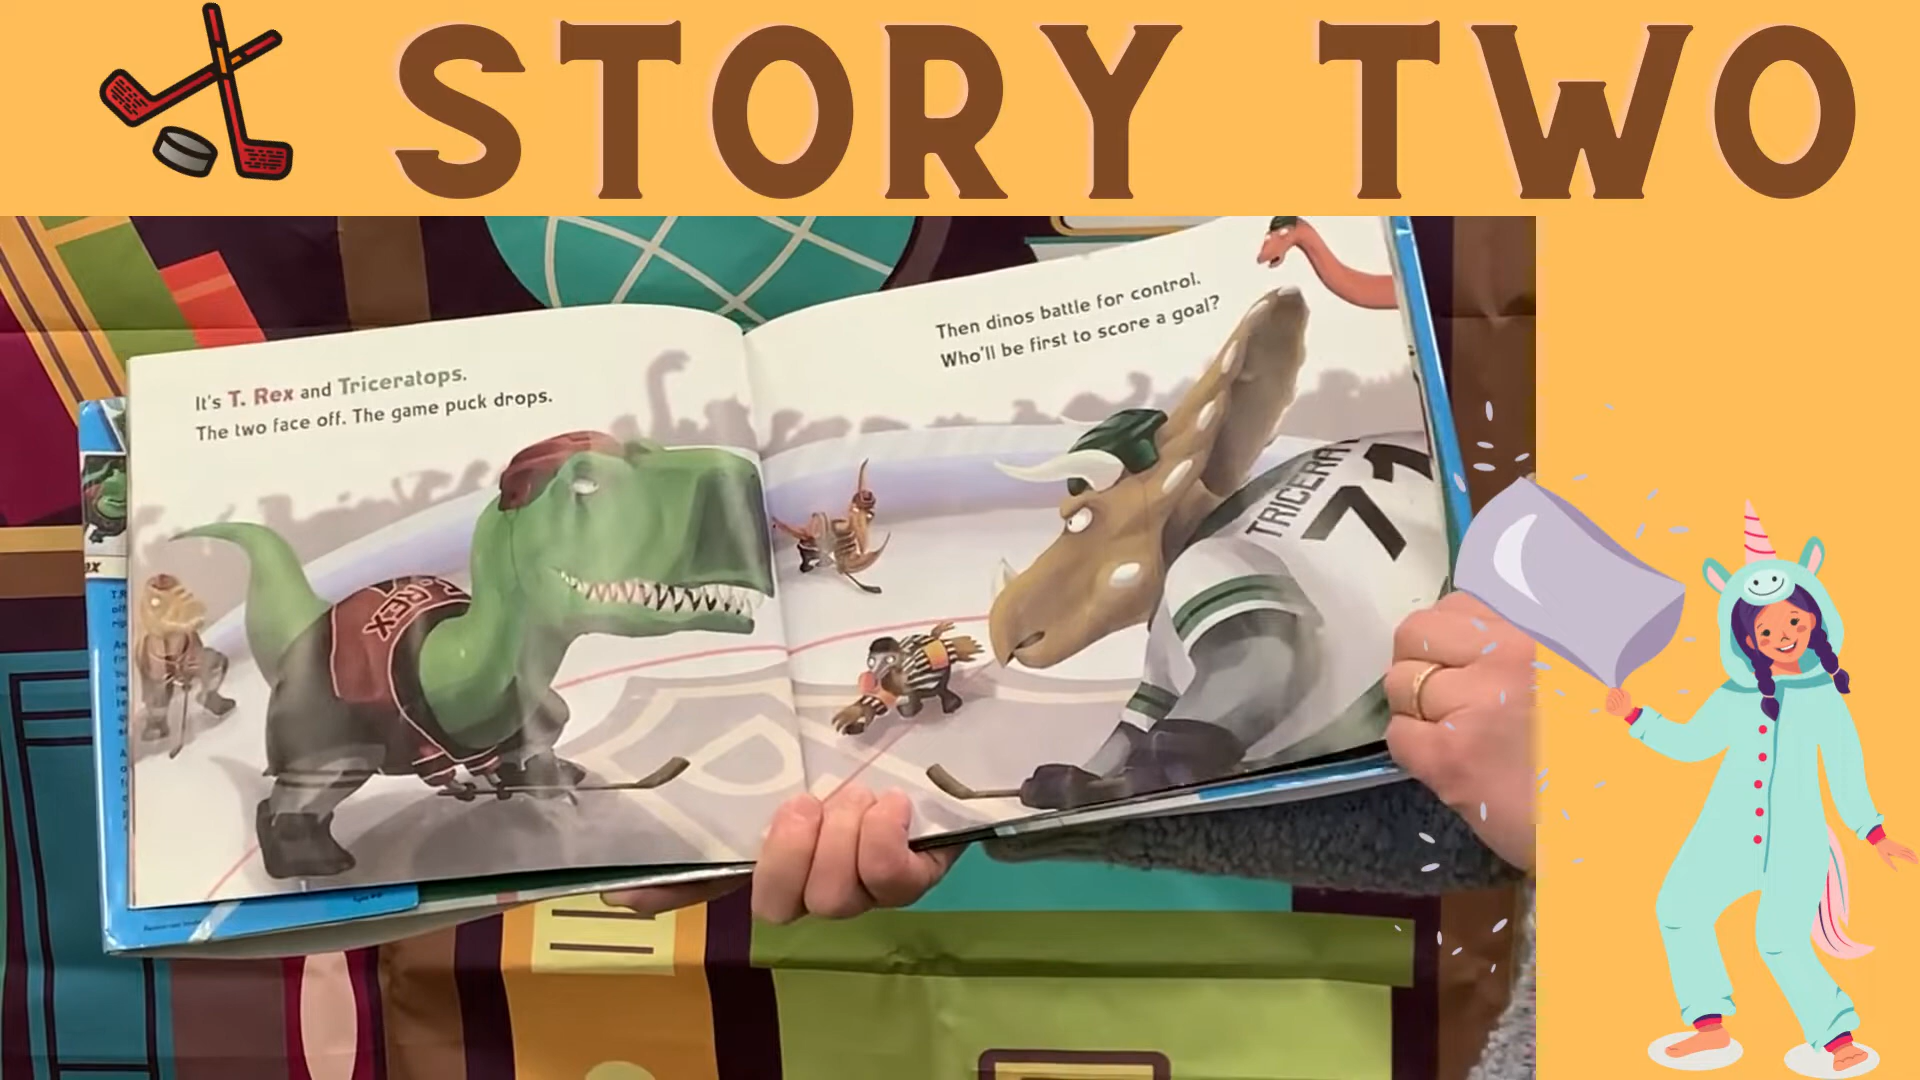 STORY TWO
It's T. Rex and Triceratops.
The two face off. The game puck drops.
Then dinos battle for control.
Who'll be first to score a goal?
T. REX
TRICERA
71